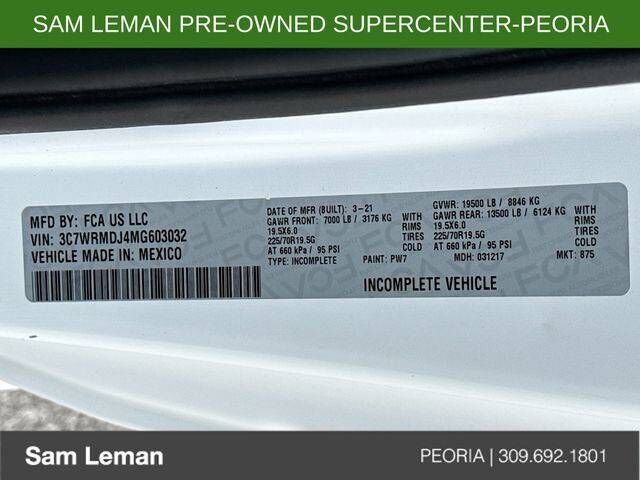 SAM LEMAN PRE-OWNED SUPERCENTER-PEORIA
MFD BY: FCA US LLC
VIN: 3C7WRMDJ4MG603032
VEHICLE MADE IN: MEXICO
DATE OF MFR (BUILT): 3-21
GAWR FRONT: 7000 LB / 3176 KG
19.5X6.0 RIMS
225/70R19.5G TIRES
AT 660 kPa / 95 PSI COLD
TYPE: INCOMPLETE PAINT: PW7
GVWR: 19500 LB / 8846 KG
GAWR REAR: 13500 LB / 6124 KG
19.5X6.0 RIMS
225/70R19.5G TIRES
AT 660 kPa / 95 PSI COLD
MDH: 031217 MKT: 875
INCOMPLETE VEHICLE
Sam Leman
PEORIA | 309.692.1801